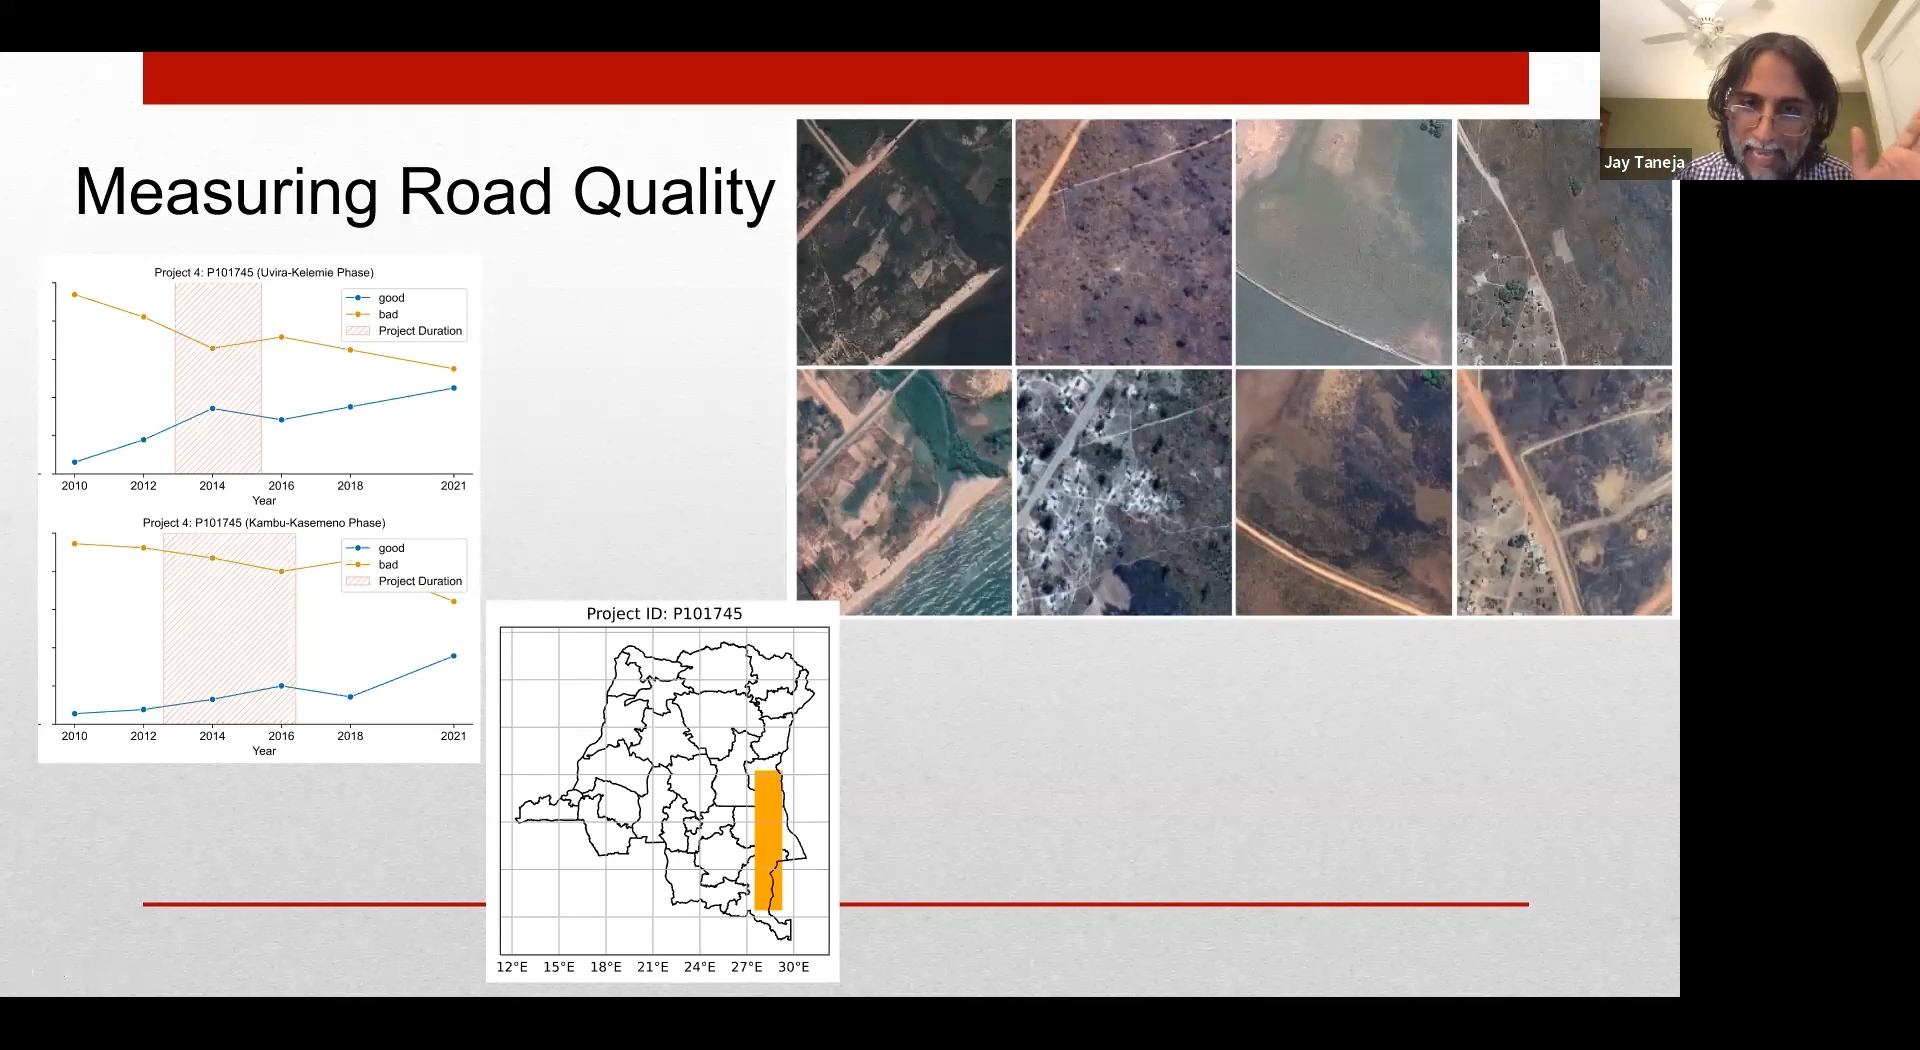 Jay Taneja
Measuring Road Quality
Project 4: P101745 (Uvira-Kelemie Phase)
good
bad
Project Duration
2010 2012 2014 2016 2018 2021
Year
Project 4: P101745 (Kambu-Kasemeno Phase)
good
bad
Project Duration
2010 2012 2014 2016 2018 2021
Year
Project ID: P101745
12°E 15°E 18°E 21°E 24°E 27°E 30°E